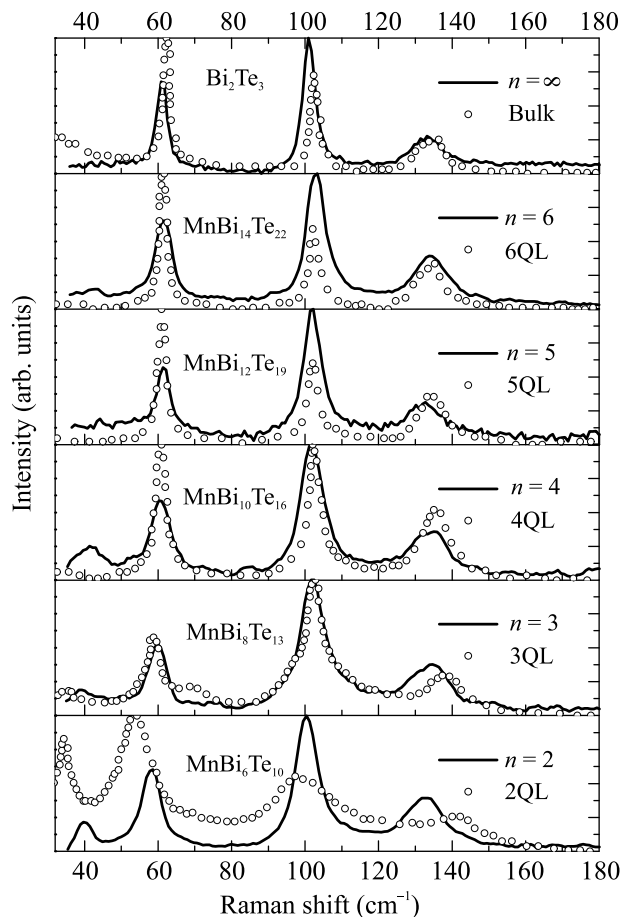 40 60 80 100 120 140 160 180
Bi₂Te₃
n = ∞
Bulk
MnBi₁₄Te₂₂
n = 6
6QL
MnBi₁₂Te₁₉
n = 5
5QL
MnBi₁₀Te₁₆
n = 4
4QL
MnBi₈Te₁₃
n = 3
3QL
MnBi₆Te₁₀
n = 2
2QL
Intensity (arb. units)
40 60 80 100 120 140 160 180
Raman shift (cm⁻¹)